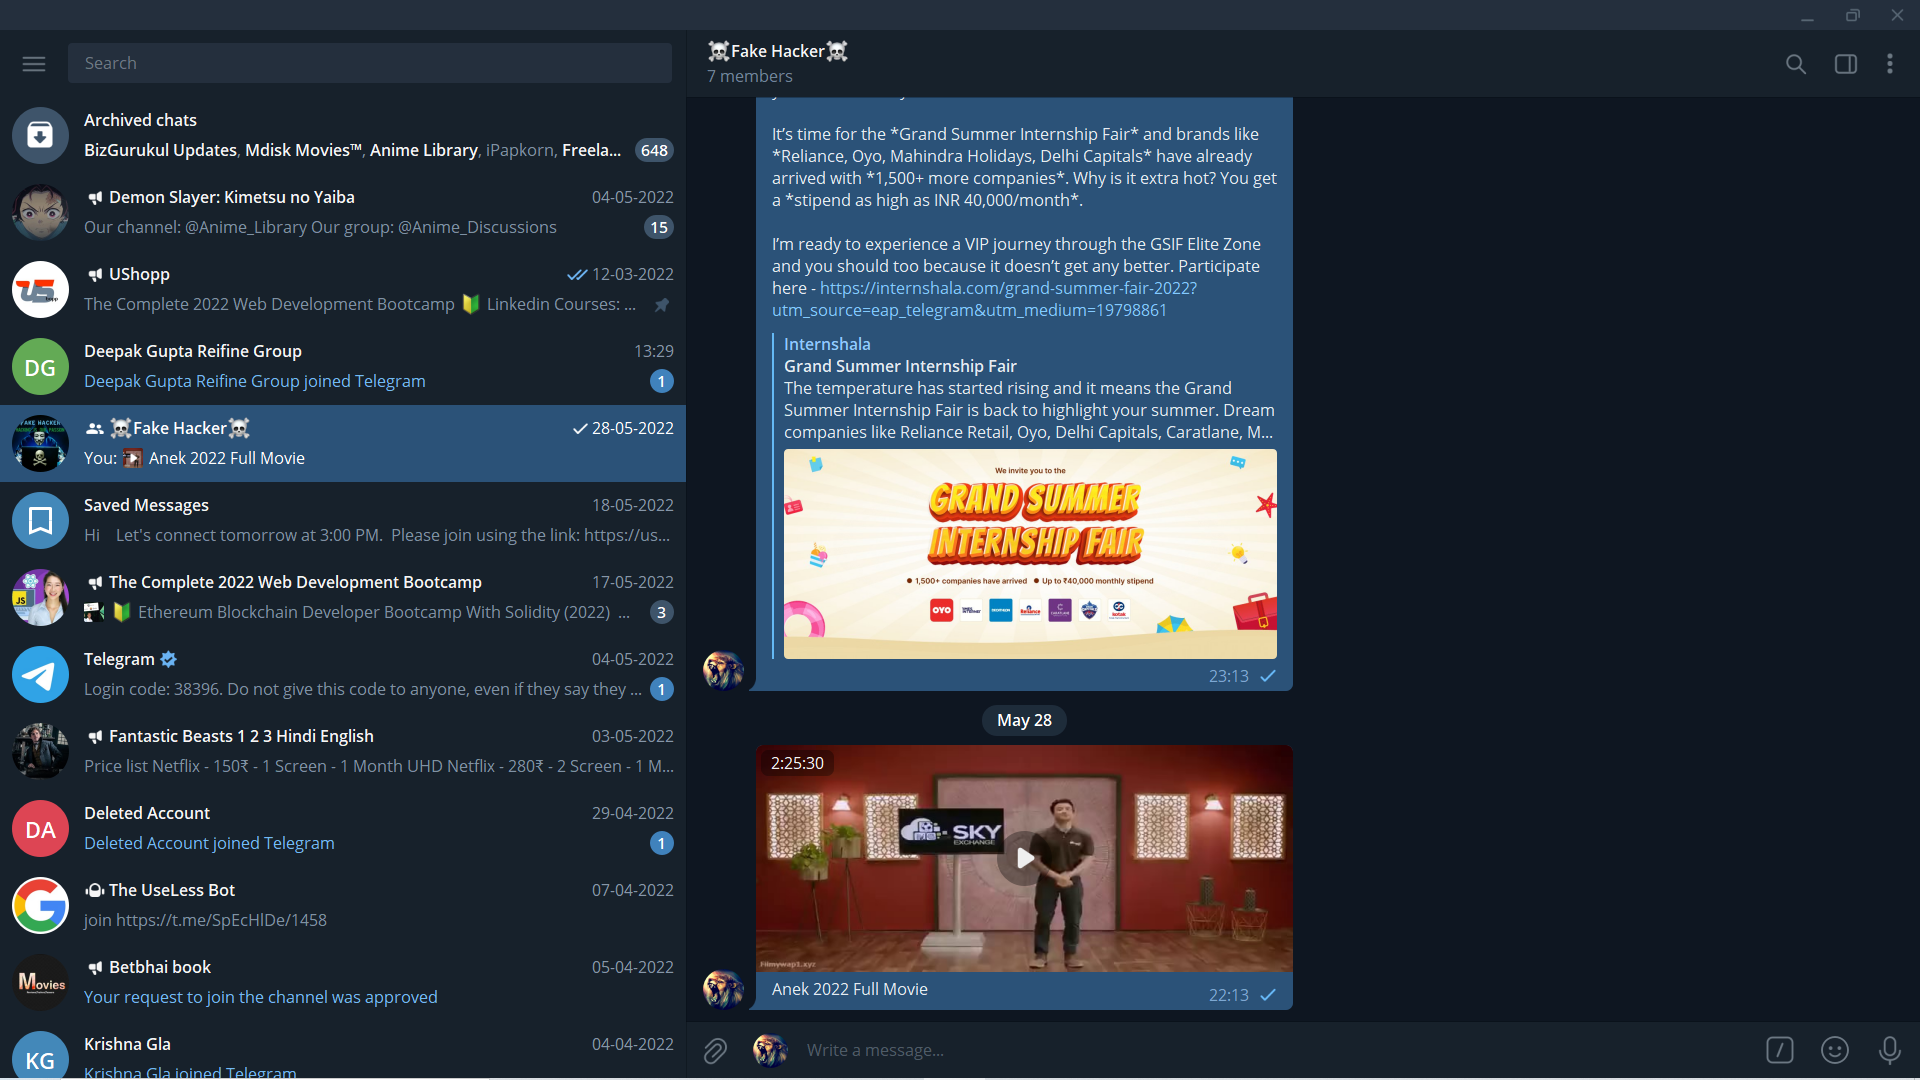 Search
Archived chats
BizGurukul Updates, Mdisk Movies™, Anime Library, iPapkorn, Freela...
648
Demon Slayer: Kimetsu no Yaiba
04-05-2022
Our channel: @Anime_Library Our group: @Anime_Discussions
15
UShopp
12-03-2022
The Complete 2022 Web Development Bootcamp 🔰 Linkedin Courses: ...
DG
Deepak Gupta Reifine Group
13:29
Deepak Gupta Reifine Group joined Telegram
1
FAKE HACKER
☠️Fake Hacker☠️
28-05-2022
You: Anek 2022 Full Movie
Saved Messages
18-05-2022
Hi Let's connect tomorrow at 3:00 PM. Please join using the link: https://us...
JS
The Complete 2022 Web Development Bootcamp
17-05-2022
🔰 Ethereum Blockchain Developer Bootcamp With Solidity (2022) ...
3
Telegram
04-05-2022
Login code: 38396. Do not give this code to anyone, even if they say they ...
1
Fantastic Beasts 1 2 3 Hindi English
03-05-2022
Price list Netflix - 150₹ - 1 Screen - 1 Month UHD Netflix - 280₹ - 2 Screen - 1 M...
DA
Deleted Account
29-04-2022
Deleted Account joined Telegram
1
The UseLess Bot
07-04-2022
join https://t.me/SpEcHlDe/1458
Movies
Betbhai book
05-04-2022
Your request to join the channel was approved
KG
Krishna Gla
04-04-2022
Krishna Gla joined Telegram
☠️Fake Hacker☠️
7 members
It's time for the *Grand Summer Internship Fair* and brands like
*Reliance, Oyo, Mahindra Holidays, Delhi Capitals* have already
arrived with *1,500+ more companies*. Why is it extra hot? You get
a *stipend as high as INR 40,000/month*.
I'm ready to experience a VIP journey through the GSIF Elite Zone
and you should too because it doesn't get any better. Participate
here - https://internshala.com/grand-summer-fair-2022?
utm_source=eap_telegram&utm_medium=19798861
Internshala
Grand Summer Internship Fair
The temperature has started rising and it means the Grand
Summer Internship Fair is back to highlight your summer. Dream
companies like Reliance Retail, Oyo, Delhi Capitals, Caratlane, M...
We invite you to the
GRAND SUMMER
INTERNSHIP FAIR
● 1,500+ companies have arrived ● Up to ₹40,000 monthly stipend
OYO
Reliance
kotak
23:13
May 28
2:25:30
SKY
EXCHANGE
Filmywap1.xyz
Anek 2022 Full Movie
22:13
Write a message...